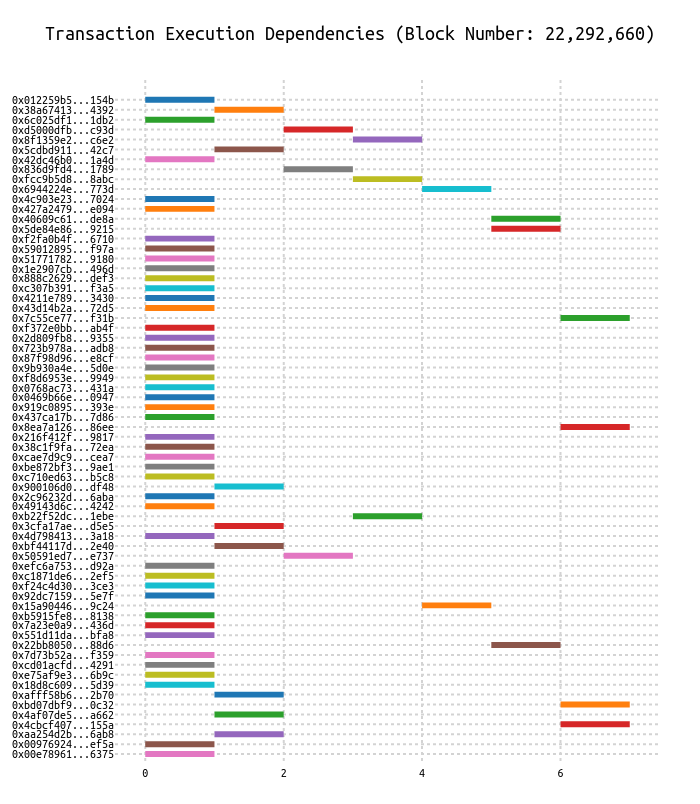 Transaction Execution Dependencies (Block Number: 22,292,660)
0x012259b5...154b
0x38a67413...4392
0x6c025df1...1db2
0xd5000dfb...c93d
0x8f1359e2...c6e2
0x5cdbd911...42c7
0x42dc46b0...1a4d
0x836d9fd4...1789
0xfcc9b5d8...8abc
0x6944224e...773d
0x4c903e23...7024
0x427a2479...e094
0x40609c61...de8a
0x5de84e86...9215
0xf2fa0b4f...6710
0x59012895...f97a
0x51771782...9180
0x1e2907cb...496d
0x888c2629...def3
0xc307b391...f3a5
0x4211e789...3430
0x43d14b2a...72d5
0x7c55ce77...f31b
0xf372e0bb...ab4f
0x2d809fb8...9355
0x723b978a...adb8
0x87f98d96...e8cf
0x9b930a4e...5d0e
0xf8d6953e...9949
0x0768ac73...431a
0x0469b66e...0947
0x919c0895...393e
0x437ca17b...7d86
0x8ea7a126...86ee
0x216f412f...9817
0x38c1f9fa...72ea
0xcae7d9c9...cea7
0xbe872bf3...9ae1
0xc710ed63...b5c8
0x900106d0...df48
0x2c96232d...6aba
0x49143d6c...4242
0xb22f52dc...1ebe
0x3cfa17ae...d5e5
0x4d798413...3a18
0xbf44117d...2e40
0x50591ed7...e737
0xefc6a753...d92a
0xc1871de6...2ef5
0xf24c4d30...3ce3
0x92dc7159...5e7f
0x15a90446...9c24
0xb5915fe8...8138
0x7a23e0a9...436d
0x551d11da...bfa8
0x22bb8050...88d6
0x7d73b52a...f359
0xcd01acfd...4291
0xe75af9e3...6b9c
0x18d8c609...5d39
0xafff58b6...2b70
0xbd07dbf9...0c32
0x4af07de5...a662
0x4cbcf407...155a
0xaa254d2b...6ab8
0x00976924...ef5a
0x00e78961...6375
0 2 4 6